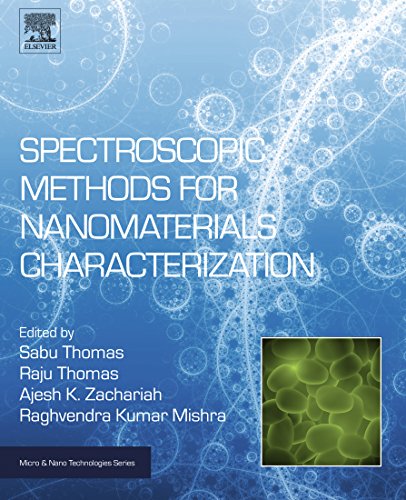 ELSEVIER
SPECTROSCOPIC
METHODS FOR
NANOMATERIALS
CHARACTERIZATION
Edited by
Sabu Thomas
Raju Thomas
Ajesh K. Zachariah
Raghvendra Kumar Mishra
Micro & Nano Technologies Series